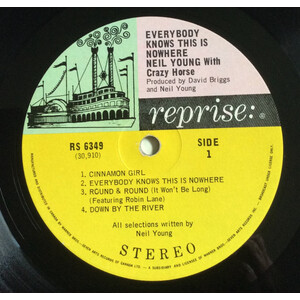 EVERYBODY
KNOWS THIS IS
NOWHERE
NEIL YOUNG With
Crazy Horse
Produced by David Briggs
and Neil Young
reprise:
RS 6349
(30,910)
SIDE
1
1. CINNAMON GIRL
2. EVERYBODY KNOWS THIS IS NOWHERE
3. ROUND & ROUND (It Won't Be Long)
(Featuring Robin Lane)
4. DOWN BY THE RIVER
All selections written by
Neil Young
STEREO